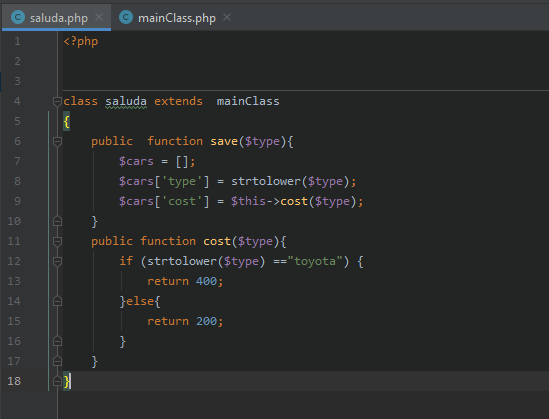 saluda.php mainClass.php
1 <?php
2
3
4 class saluda extends  mainClass
5 {
6     public  function save($type){
7         $cars = [];
8         $cars['type'] = strtolower($type);
9         $cars['cost'] = $this->cost($type);
10     }
11     public function cost($type){
12         if (strtolower($type) =="toyota") {
13             return 400;
14         }else{
15             return 200;
16         }
17     }
18 }